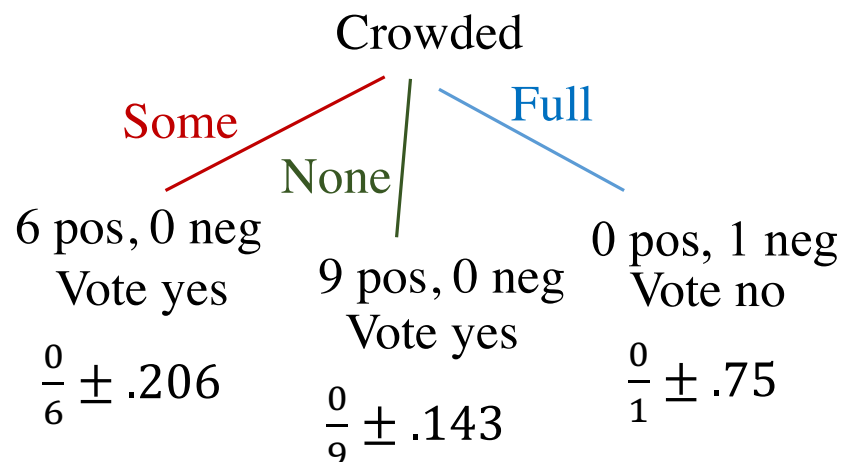 Crowded
Some
None
Full
6 pos, 0 neg
Vote yes
0/6 ± .206
9 pos, 0 neg
Vote yes
0/9 ± .143
0 pos, 1 neg
Vote no
0/1 ± .75